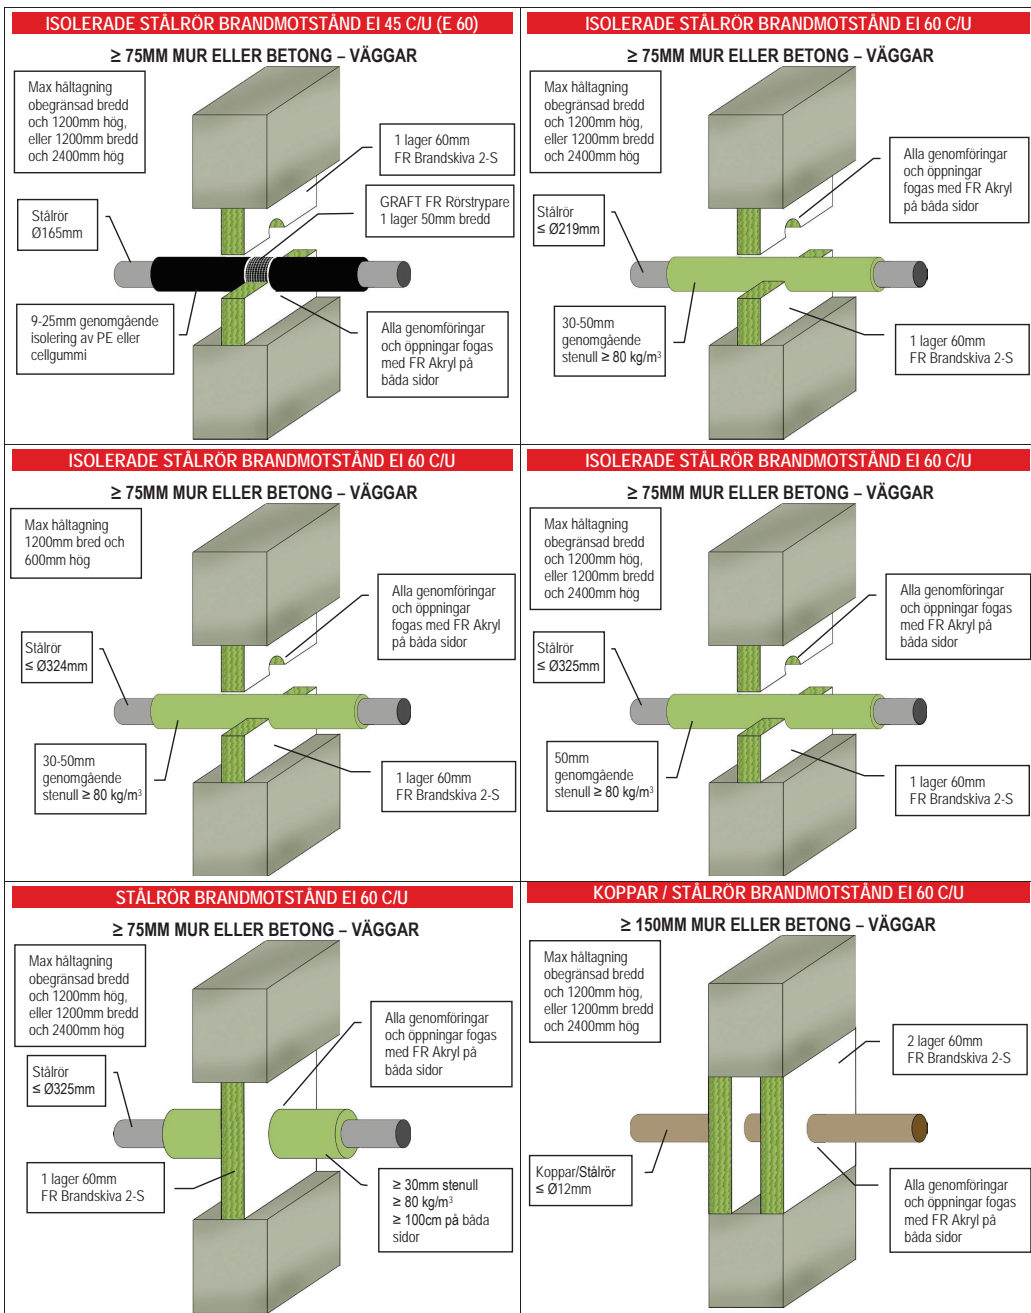 ISOLERADE STÅLRÖR BRANDMOTSTÅND EI 45 C/U (E 60)
≥ 75MM MUR ELLER BETONG – VÄGGAR
Max håltagning
obegränsad bredd
och 1200mm hög,
eller 1200mm bredd
och 2400mm hög
1 lager 60mm
FR Brandskiva 2-S
GRAFT FR Rörstrypare
1 lager 50mm bredd
Stålrör
Ø165mm
9-25mm genomgående
isolering av PE eller
cellgummi
Alla genomföringar
och öppningar fogas
med FR Akryl på
båda sidor
ISOLERADE STÅLRÖR BRANDMOTSTÅND EI 60 C/U
≥ 75MM MUR ELLER BETONG – VÄGGAR
Max håltagning
obegränsad bredd
och 1200mm hög,
eller 1200mm bredd
och 2400mm hög
Alla genomföringar
och öppningar
fogas med FR Akryl
på båda sidor
Stålrör
≤ Ø219mm
30-50mm
genomgående
stenull ≥ 80 kg/m³
1 lager 60mm
FR Brandskiva 2-S
ISOLERADE STÅLRÖR BRANDMOTSTÅND EI 60 C/U
≥ 75MM MUR ELLER BETONG – VÄGGAR
Max håltagning
1200mm bred och
600mm hög
Alla genomföringar
och öppningar
fogas med FR Akryl
på båda sidor
Stålrör
≤ Ø324mm
30-50mm
genomgående
stenull ≥ 80 kg/m³
1 lager 60mm
FR Brandskiva 2-S
ISOLERADE STÅLRÖR BRANDMOTSTÅND EI 60 C/U
≥ 75MM MUR ELLER BETONG – VÄGGAR
Max håltagning
obegränsad bredd
och 1200mm hög,
eller 1200mm bredd
och 2400mm hög
Alla genomföringar
och öppningar
fogas med FR Akryl
på båda sidor
Stålrör
≤ Ø325mm
50mm
genomgående
stenull ≥ 80 kg/m³
1 lager 60mm
FR Brandskiva 2-S
STÅLRÖR BRANDMOTSTÅND EI 60 C/U
≥ 75MM MUR ELLER BETONG – VÄGGAR
Max håltagning
obegränsad bredd
och 1200mm hög,
eller 1200mm bredd
och 2400mm hög
Alla genomföringar
och öppningar fogas
med FR Akryl på
båda sidor
Stålrör
≤ Ø325mm
1 lager 60mm
FR Brandskiva 2-S
≥ 30mm stenull
≥ 80 kg/m³
≥ 100cm på båda
sidor
KOPPAR / STÅLRÖR BRANDMOTSTÅND EI 60 C/U
≥ 150MM MUR ELLER BETONG – VÄGGAR
Max håltagning
obegränsad bredd
och 1200mm hög,
eller 1200mm bredd
och 2400mm hög
2 lager 60mm
FR Brandskiva 2-S
Koppar/Stålrör
≤ Ø12mm
Alla genomföringar
och öppningar fogas
med FR Akryl på
båda sidor